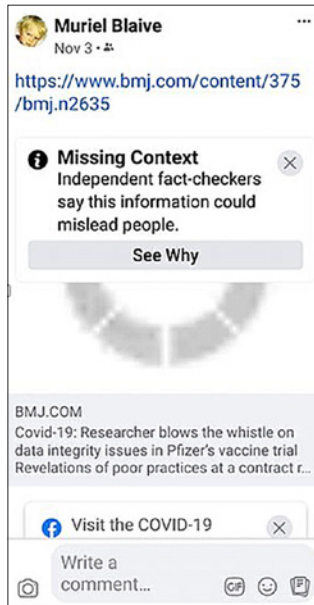 Muriel Blaive
Nov 3 ·
https://www.bmj.com/content/375
/bmj.n2635
Missing Context
Independent fact-checkers
say this information could
mislead people.
See Why
BMJ.COM
Covid-19: Researcher blows the whistle on
data integrity issues in Pfizer's vaccine trial
Revelations of poor practices at a contract r...
Visit the COVID-19
Write a
comment...
GIF